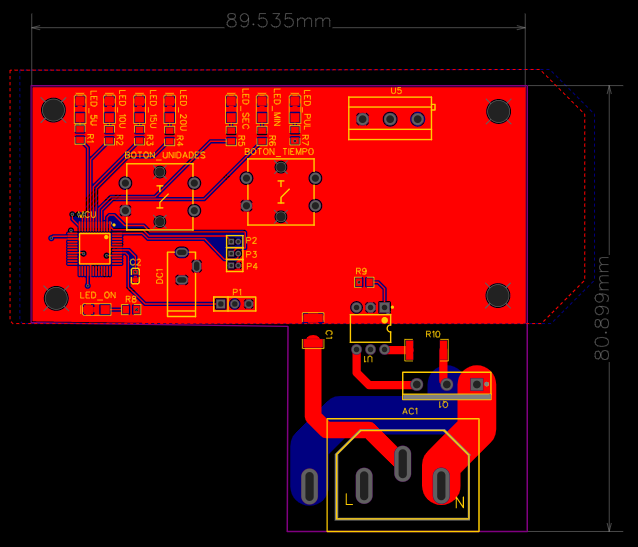 89.535mm
LED_5U
LED_10U
LED_15U
LED_20U
LED_SEC
LED_MIN
LED_PUL
U5
R1
R2
R3
R4
R5
R6
R7
BOTON_UNIDADES
BOTON_TIEMPO
MCU
P2
P3
P4
C2
DC1
R9
LED_ON
R8
P1
C1
U1
R10
Q1
AC1
L
N
80.899mm